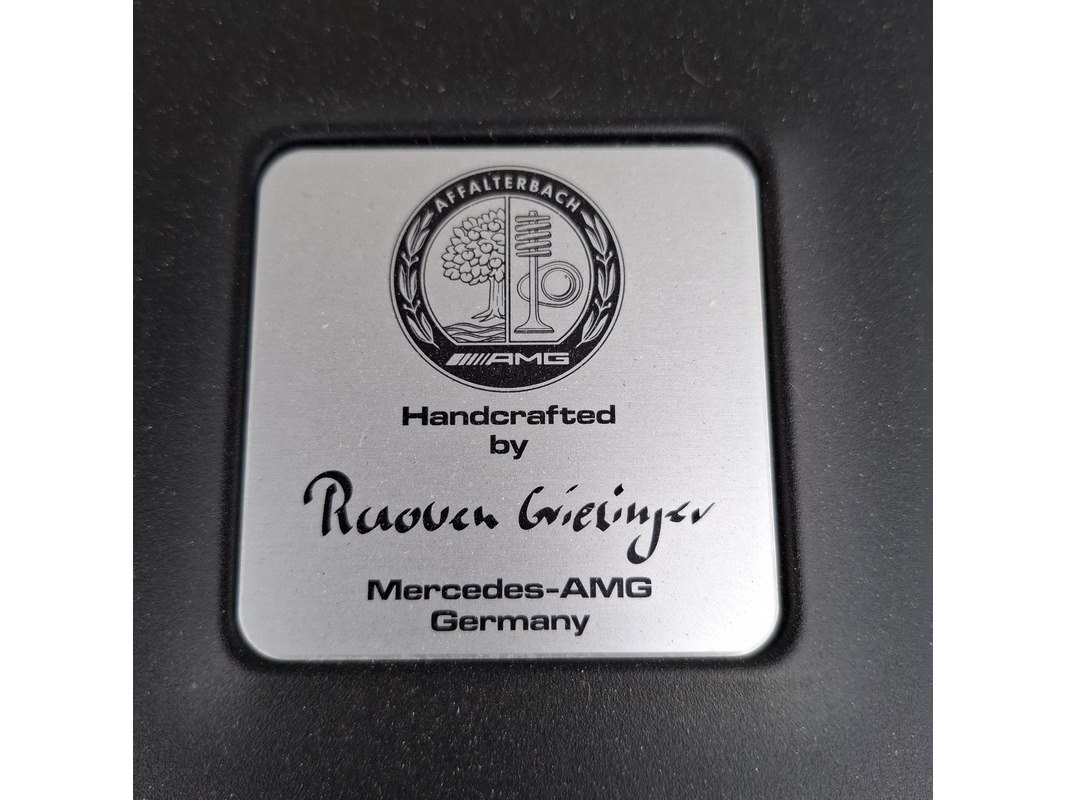 AFFALTERBACH
AMG
Handcrafted
by
Mercedes-AMG
Germany